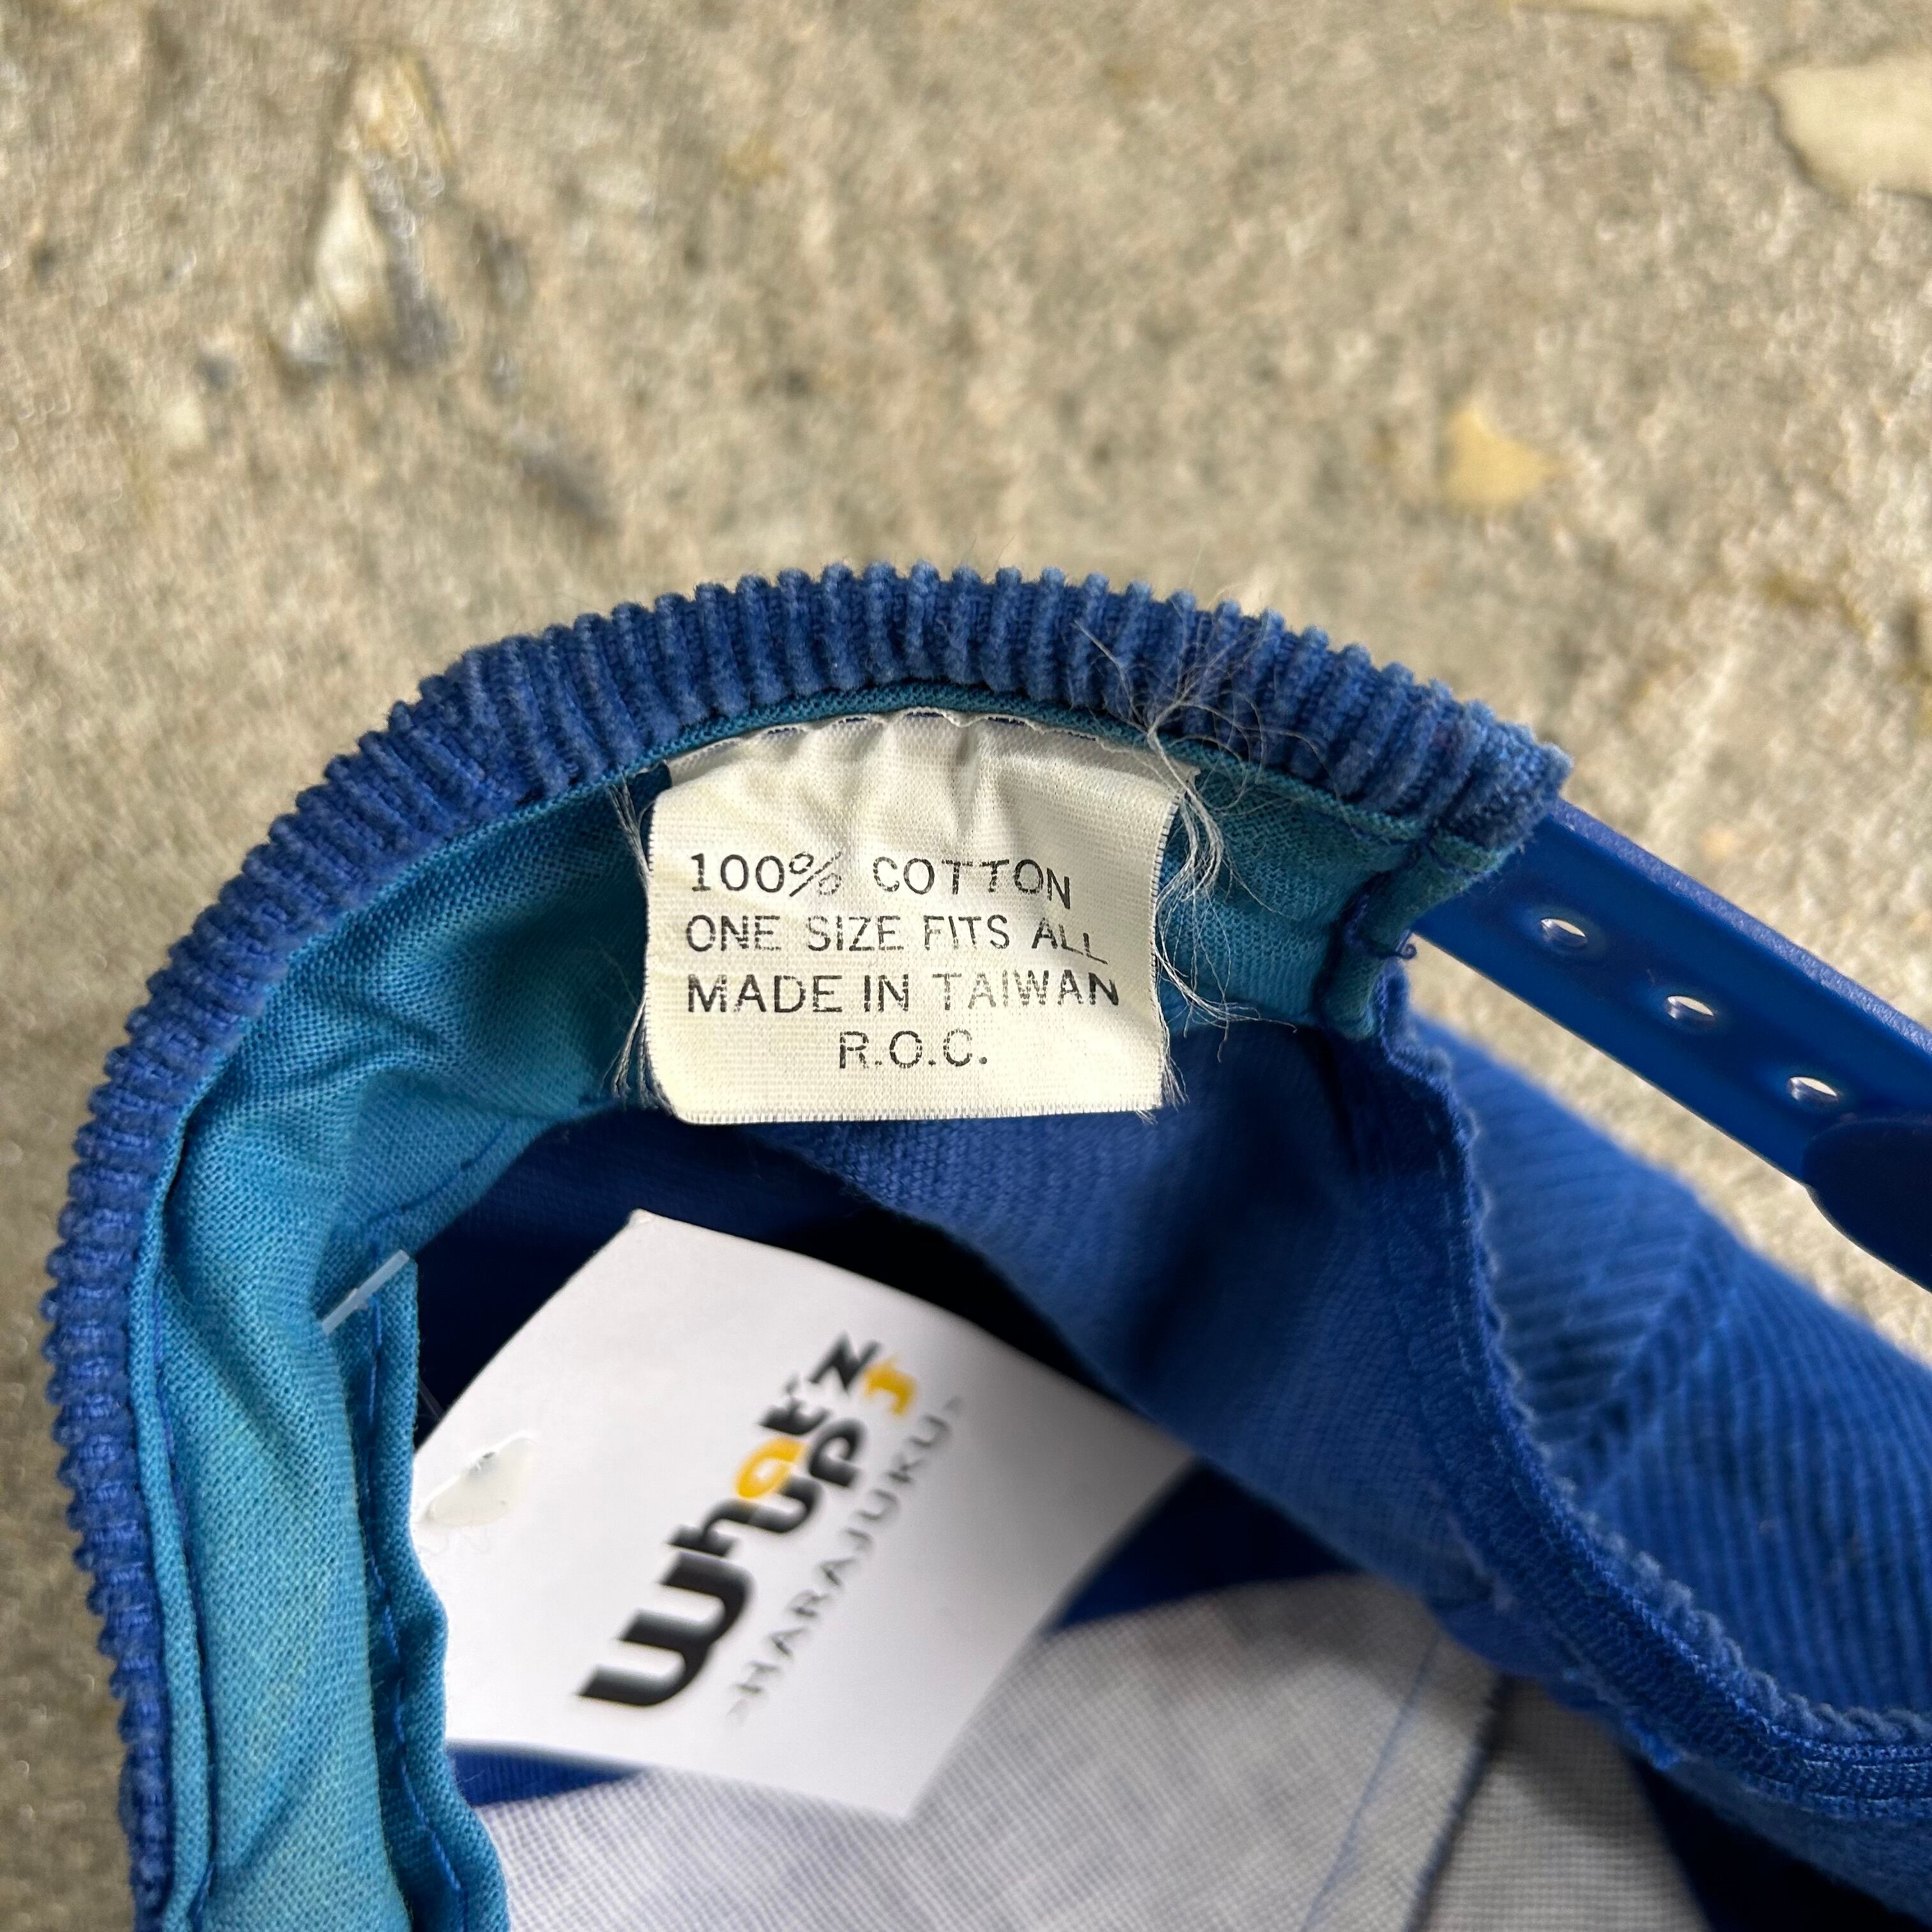 100% COTTON
ONE SIZE FITS ALL
MADE IN TAIWAN
R.O.C.
What'z
up?
HARAJUKU